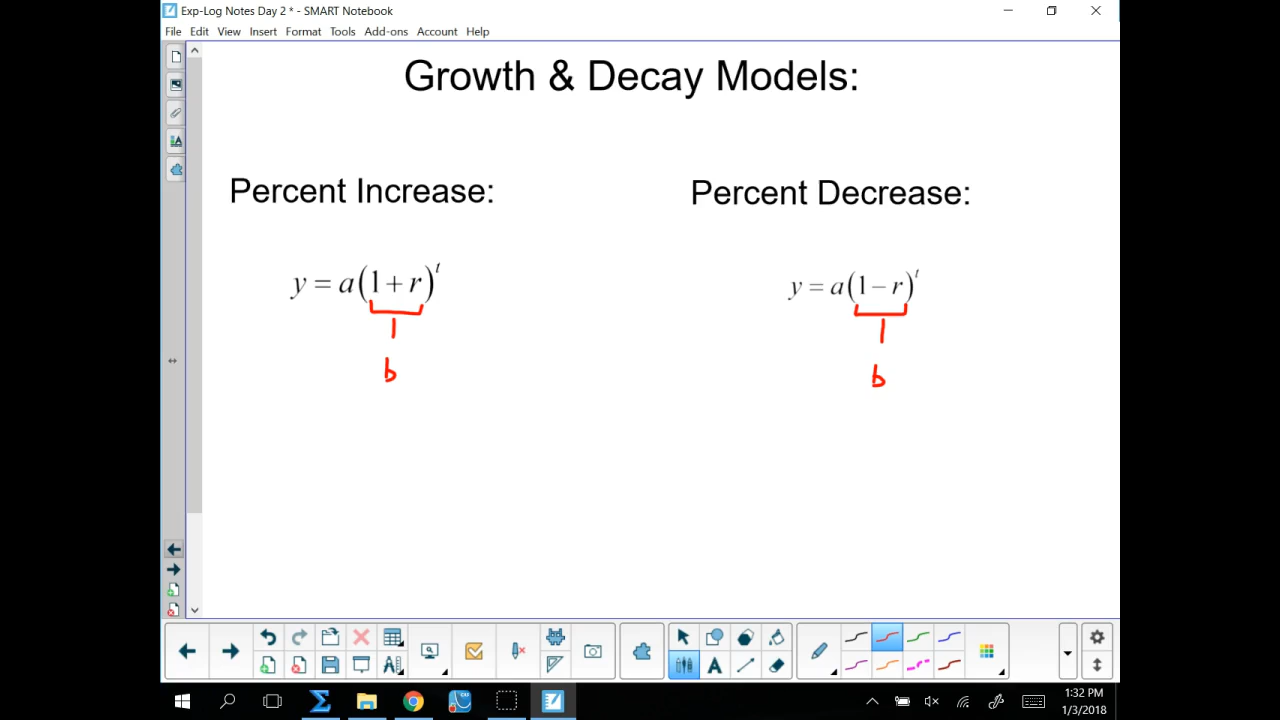 Exp-Log Notes Day 2 * - SMART Notebook
File Edit View Insert Format Tools Add-ons Account Help
Growth & Decay Models:
Percent Increase:
Percent Decrease:
y = a(1 + r)^t
y = a(1 − r)^t
b
b
1:32 PM
1/3/2018